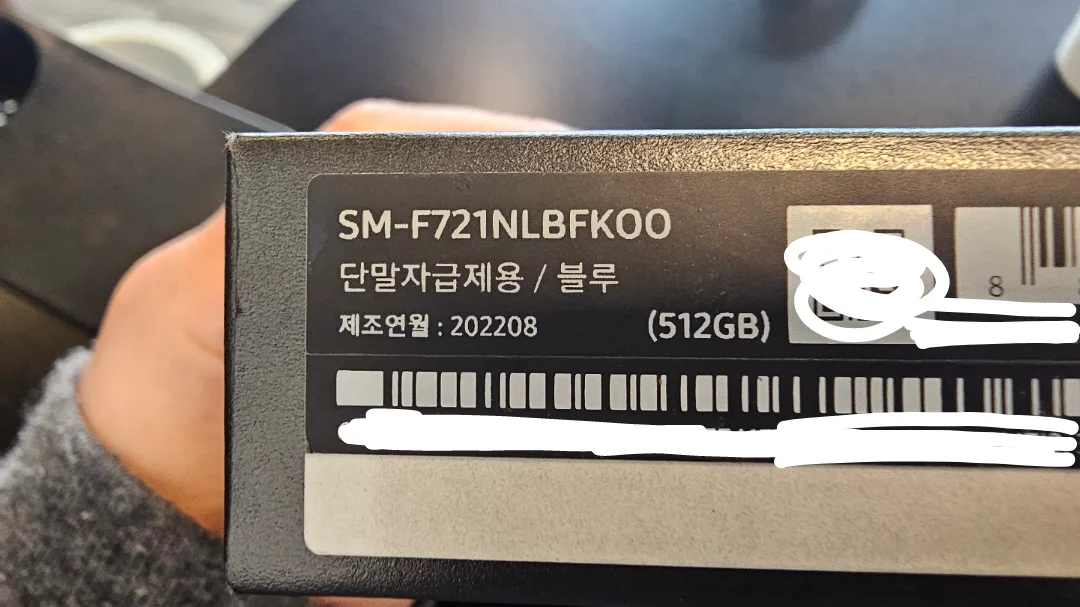 SM-F721NLBFKOO
단말자급제용 / 블루
제조연월 : 202208
(512GB)
8